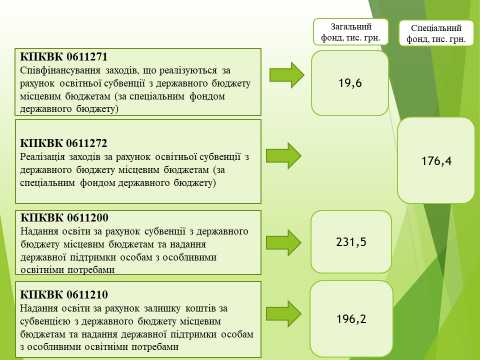 Загальний
фонд, тис. грн.
Спеціальний
фонд, тис. грн.
КПКВК 0611271
Співфінансування заходів, що реалізуються за
рахунок освітньої субвенції з державного бюджету
місцевим бюджетам (за спеціальним фондом
державного бюджету)
19,6
КПКВК 0611272
Реалізація заходів за рахунок освітньої субвенції з
державного бюджету місцевим бюджетам (за
спеціальним фондом державного бюджету)
176,4
КПКВК 0611200
Надання освіти за рахунок субвенції з державного
бюджету місцевим бюджетам та надання
державної підтримки особам з особливими
освітніми потребами
231,5
КПКВК 0611210
Надання освіти за рахунок залишку коштів за
субвенцією з державного бюджету місцевим
бюджетам та надання державної підтримки особам
з особливими освітніми потребами
196,2